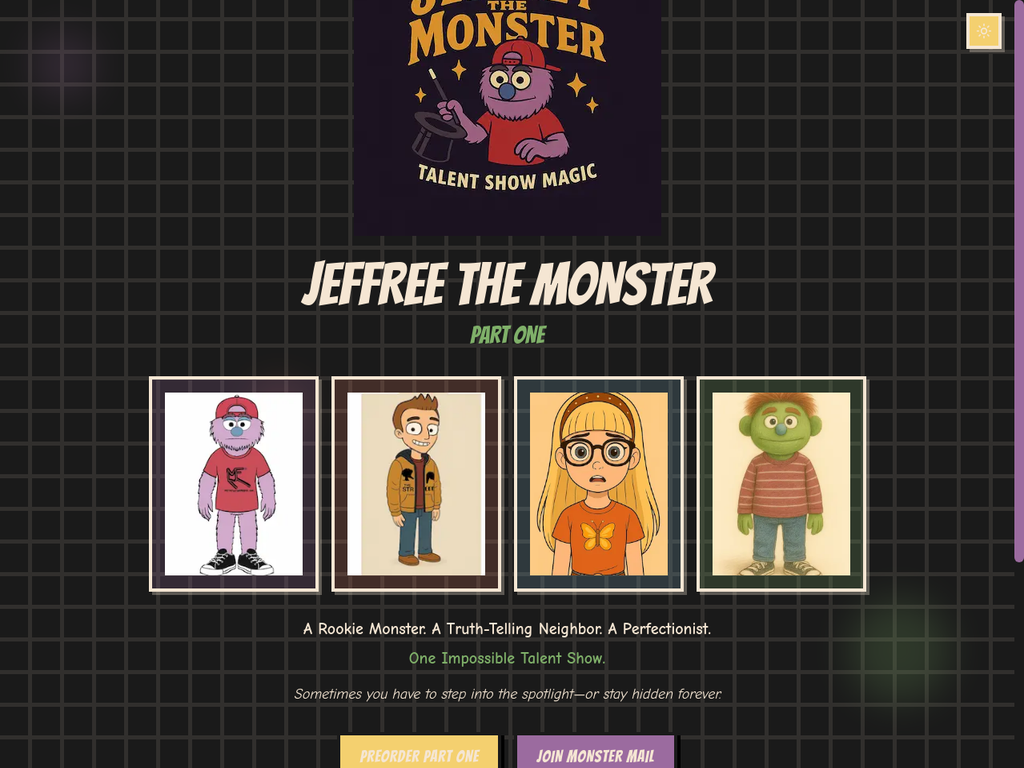 THE
MONSTER
TALENT SHOW MAGIC
JEFFREE THE MONSTER
PART ONE
A Rookie Monster. A Truth-Telling Neighbor. A Perfectionist.
One Impossible Talent Show.
Sometimes you have to step into the spotlight—or stay hidden forever.
PREORDER PART ONE
JOIN MONSTER MAIL